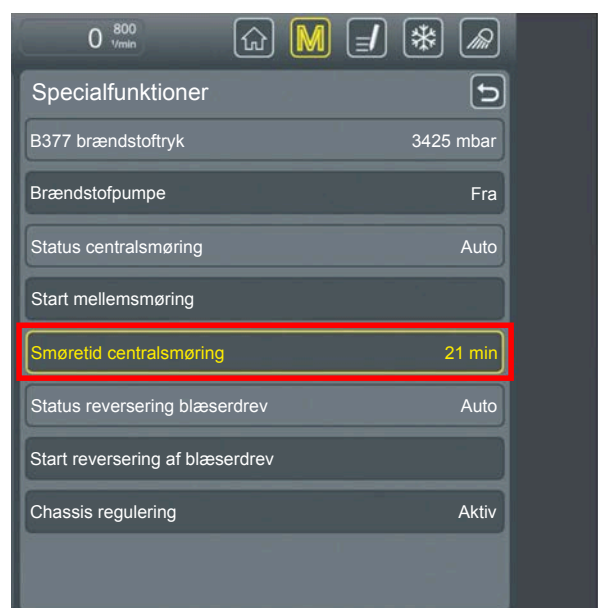 0 800
1/min
M
Specialfunktioner
B377 brændstoftryk 3425 mbar
Brændstofpumpe Fra
Status centralsmøring Auto
Start mellemsmøring
Smøretid centralsmøring 21 min
Status reversering blæserdrev Auto
Start reversering af blæserdrev
Chassis regulering Aktiv